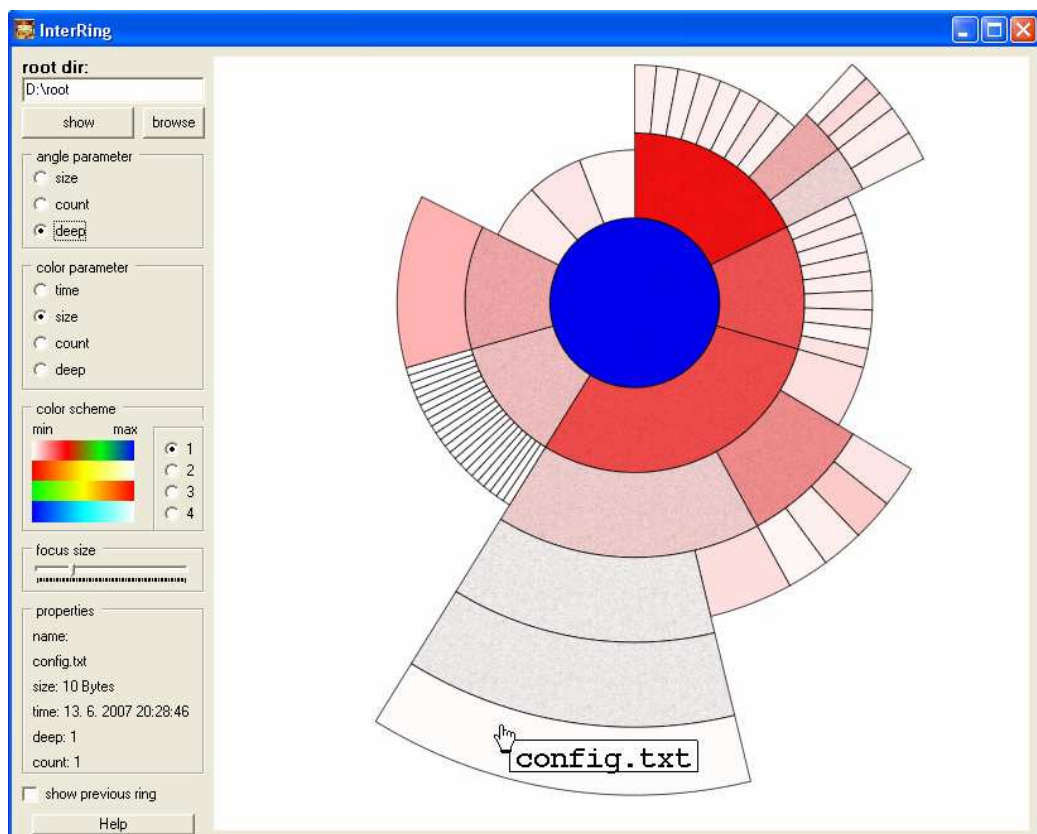 InterRing
root dir:
D:\root
show browse
angle parameter
size
count
deep
color parameter
time
size
count
deep
color scheme
min max
1
2
3
4
focus size
properties
name:
config.txt
size: 10 Bytes
time: 13. 6. 2007 20:28:46
deep: 1
count: 1
show previous ring
Help
config.txt